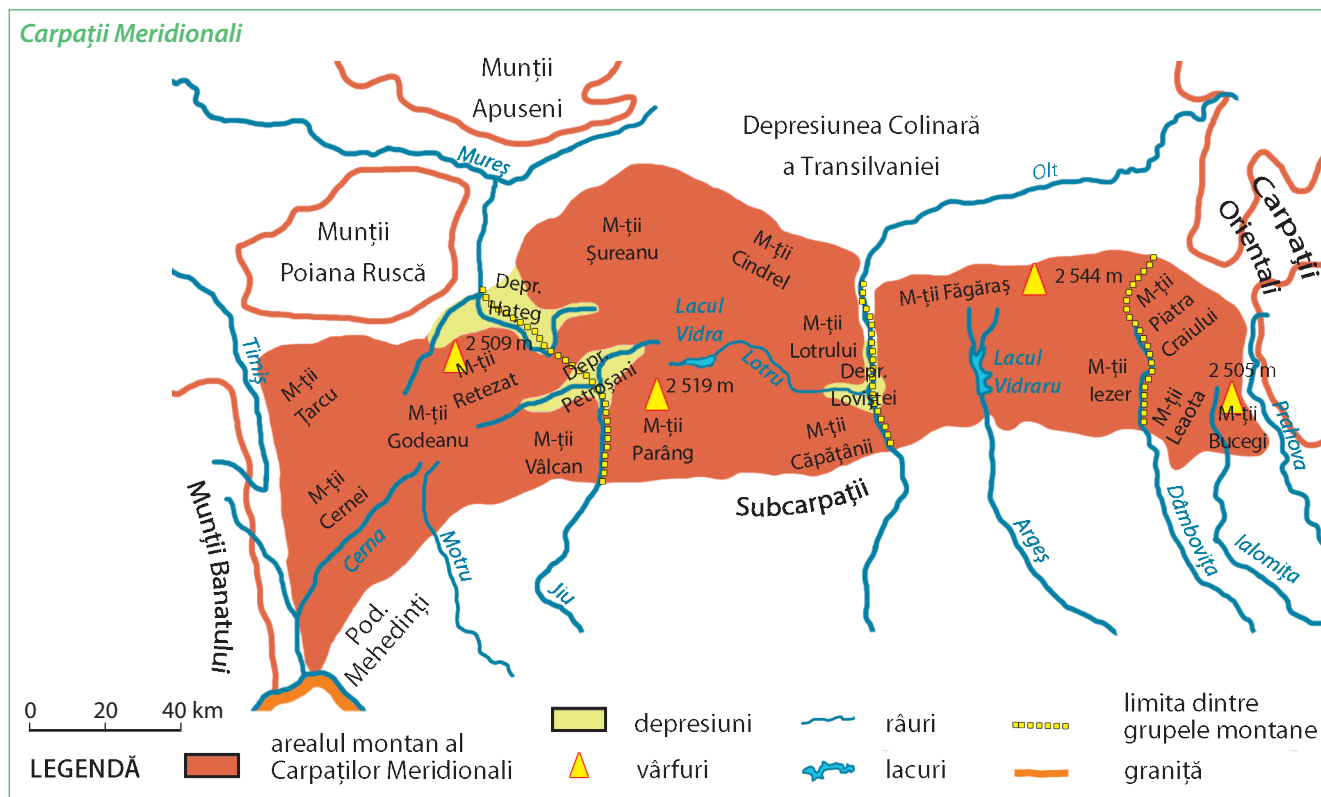 Carpații Meridionali
Munții
Apuseni
Depresiunea Colinară
a Transilvaniei
Mureș
Olt
Carpații
Orientali
Munții
Poiana Ruscă
M-ții
Șureanu
M-ții
Cindrel
Depr.
Hațeg
M-ții Făgăraș
2 544 m
M-ții
Piatra
Craiului
Lacul
Vidra
M-ții
Lotrului
Timiș
2 509 m
M-ții
Retezat
Depr.
Petroșani
Lotru
Depr.
Loviștei
Lacul
Vidraru
M-ții
Iezer
2 505 m
M-ții
Țarcu
2 519 m
M-ții
Godeanu
M-ții
Vâlcan
M-ții
Parâng
M-ții
Căpățânii
M-ții
Leaota
M-ții
Bucegi
Prahova
M-ții
Cernei
Subcarpații
Munții Banatului
Cerna
Motru
Jiu
Argeș
Dâmbovița
Ialomița
Pod.
Mehedinți
0 20 40 km
LEGENDĂ
arealul montan al
Carpaților Meridionali
depresiuni
vârfuri
râuri
lacuri
limita dintre
grupele montane
graniță